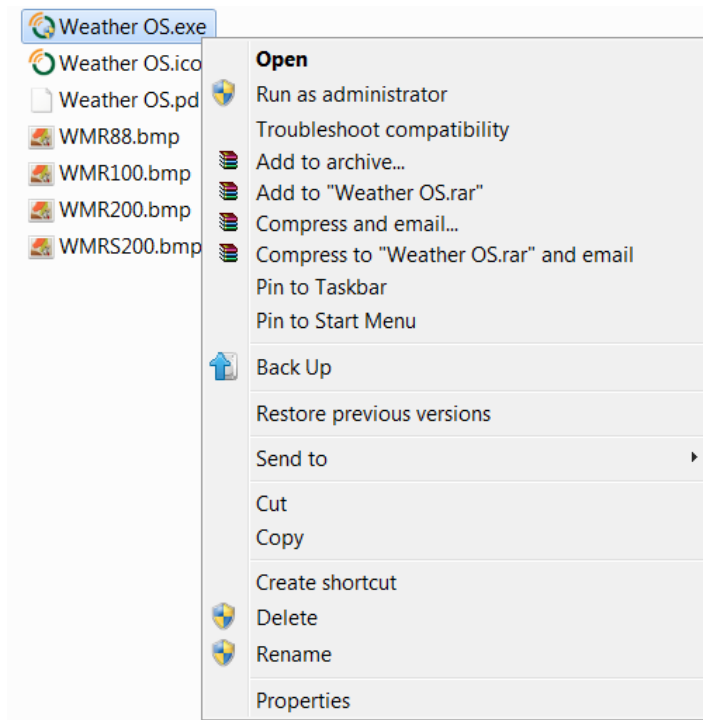 Weather OS.exe
Weather OS.ico
Weather OS.pd
WMR88.bmp
WMR100.bmp
WMR200.bmp
WMRS200.bmp
Open
Run as administrator
Troubleshoot compatibility
Add to archive...
Add to "Weather OS.rar"
Compress and email...
Compress to "Weather OS.rar" and email
Pin to Taskbar
Pin to Start Menu
Back Up
Restore previous versions
Send to
Cut
Copy
Create shortcut
Delete
Rename
Properties